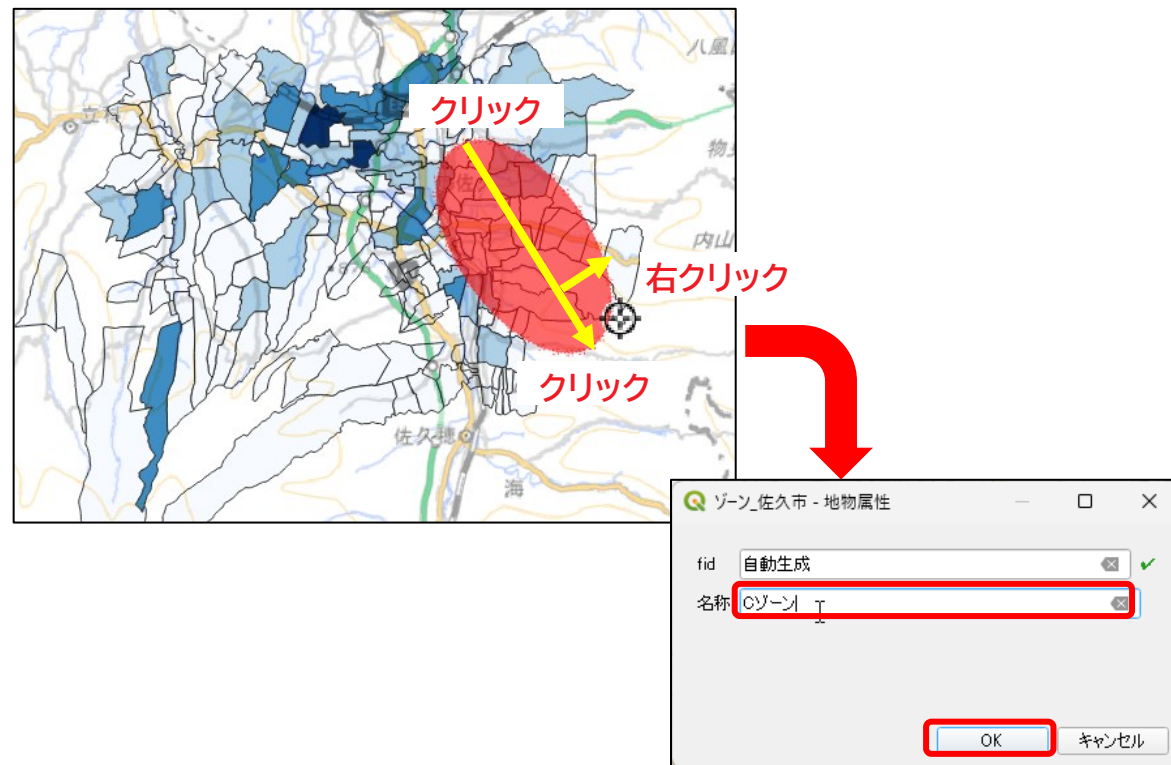 八風
クリック
立科
物
佐
内山
右クリック
クリック
佐久穂
海
ゾーン_佐久市 - 地物属性
fid 自動生成
名称 Cゾーン
OK キャンセル